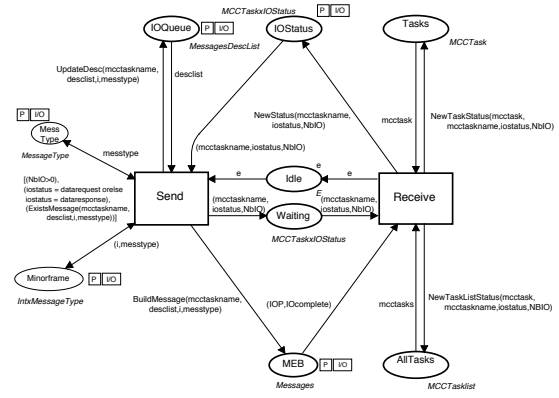 MCCTaskxIOStatus
P I/O
IOQueue
P I/O
MessagesDescList
IOStatus
Tasks
MCCTask
UpdateDesc(mcctaskname,
desclist,i,messtype)
desclist
P I/O
Mess
Type
MessageType
messtype
NewStatus(mcctaskname,
iostatus,NbIO)
(mcctaskname,iostatus,NbIO)
mcctask
NewTaskStatus(mcctask,
mcctaskname,iostatus,NbIO)
[(NbIO>0),
(iostatus = datarequest orelse
iostatus = dataresponse),
(ExistsMessage(mcctaskname,
desclist,i,messtype))]
Send
e
Idle
e
e
E
Receive
(mcctaskname,
iostatus,NbIO)
Waiting
(mcctaskname,
iostatus,NbIO)
MCCTaskxIOStatus
(i,messtype)
Minorframe
P I/O
IntxMessageType
BuildMessage(mcctaskname,
desclist,i,messtype)
(IOP,IOcomplete)
mcctasks
NewTaskListStatus(mcctask,
mcctaskname,iostatus,NBIO)
MEB
P I/O
Messages
AllTasks
MCCTasklist